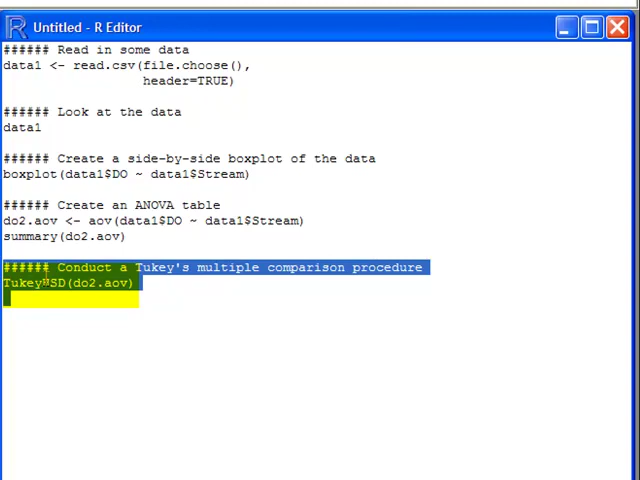 Untitled - R Editor
###### Read in some data
data1 <- read.csv(file.choose(),
header=TRUE)
###### Look at the data
data1
###### Create a side-by-side boxplot of the data
boxplot(data1$DO ~ data1$Stream)
###### Create an ANOVA table
do2.aov <- aov(data1$DO ~ data1$Stream)
summary(do2.aov)
###### Conduct a Tukey's multiple comparison procedure
TukeyHSD(do2.aov)